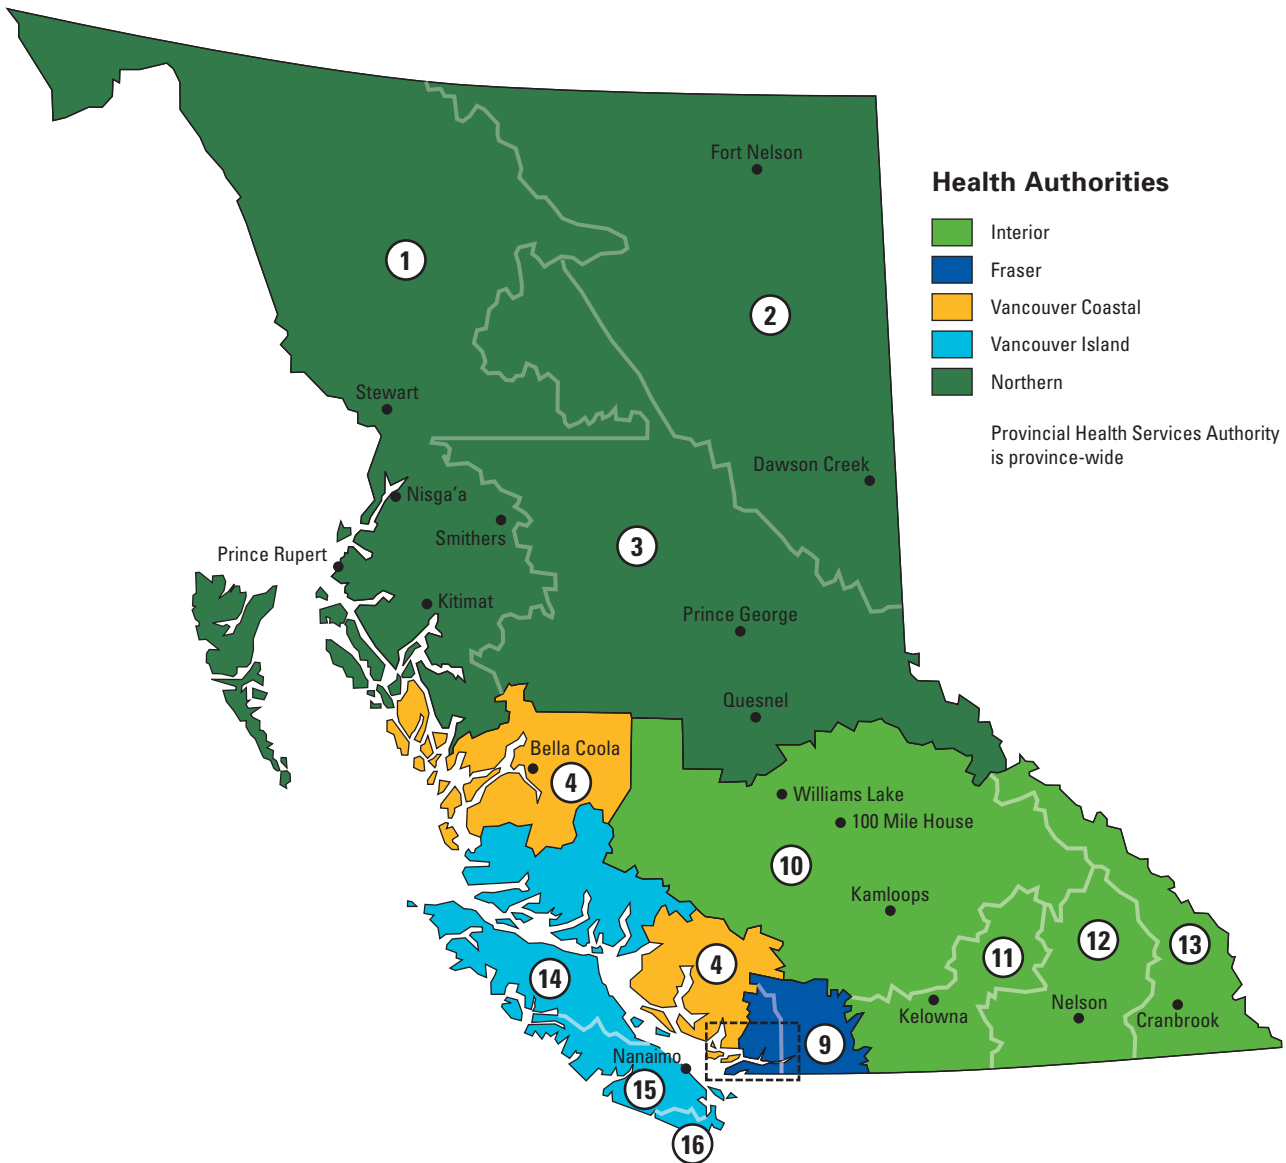 Fort Nelson
Health Authorities
Interior
1
Fraser
2
Vancouver Coastal
Vancouver Island
Northern
Stewart
Provincial Health Services Authority
is province-wide
Dawson Creek
Nisga'a
Smithers
3
Prince Rupert
Kitimat
Prince George
Quesnel
Bella Coola
4
Williams Lake
100 Mile House
10
Kamloops
12
13
11
4
14
Nelson
Kelowna
Cranbrook
9
Nanaimo
15
16